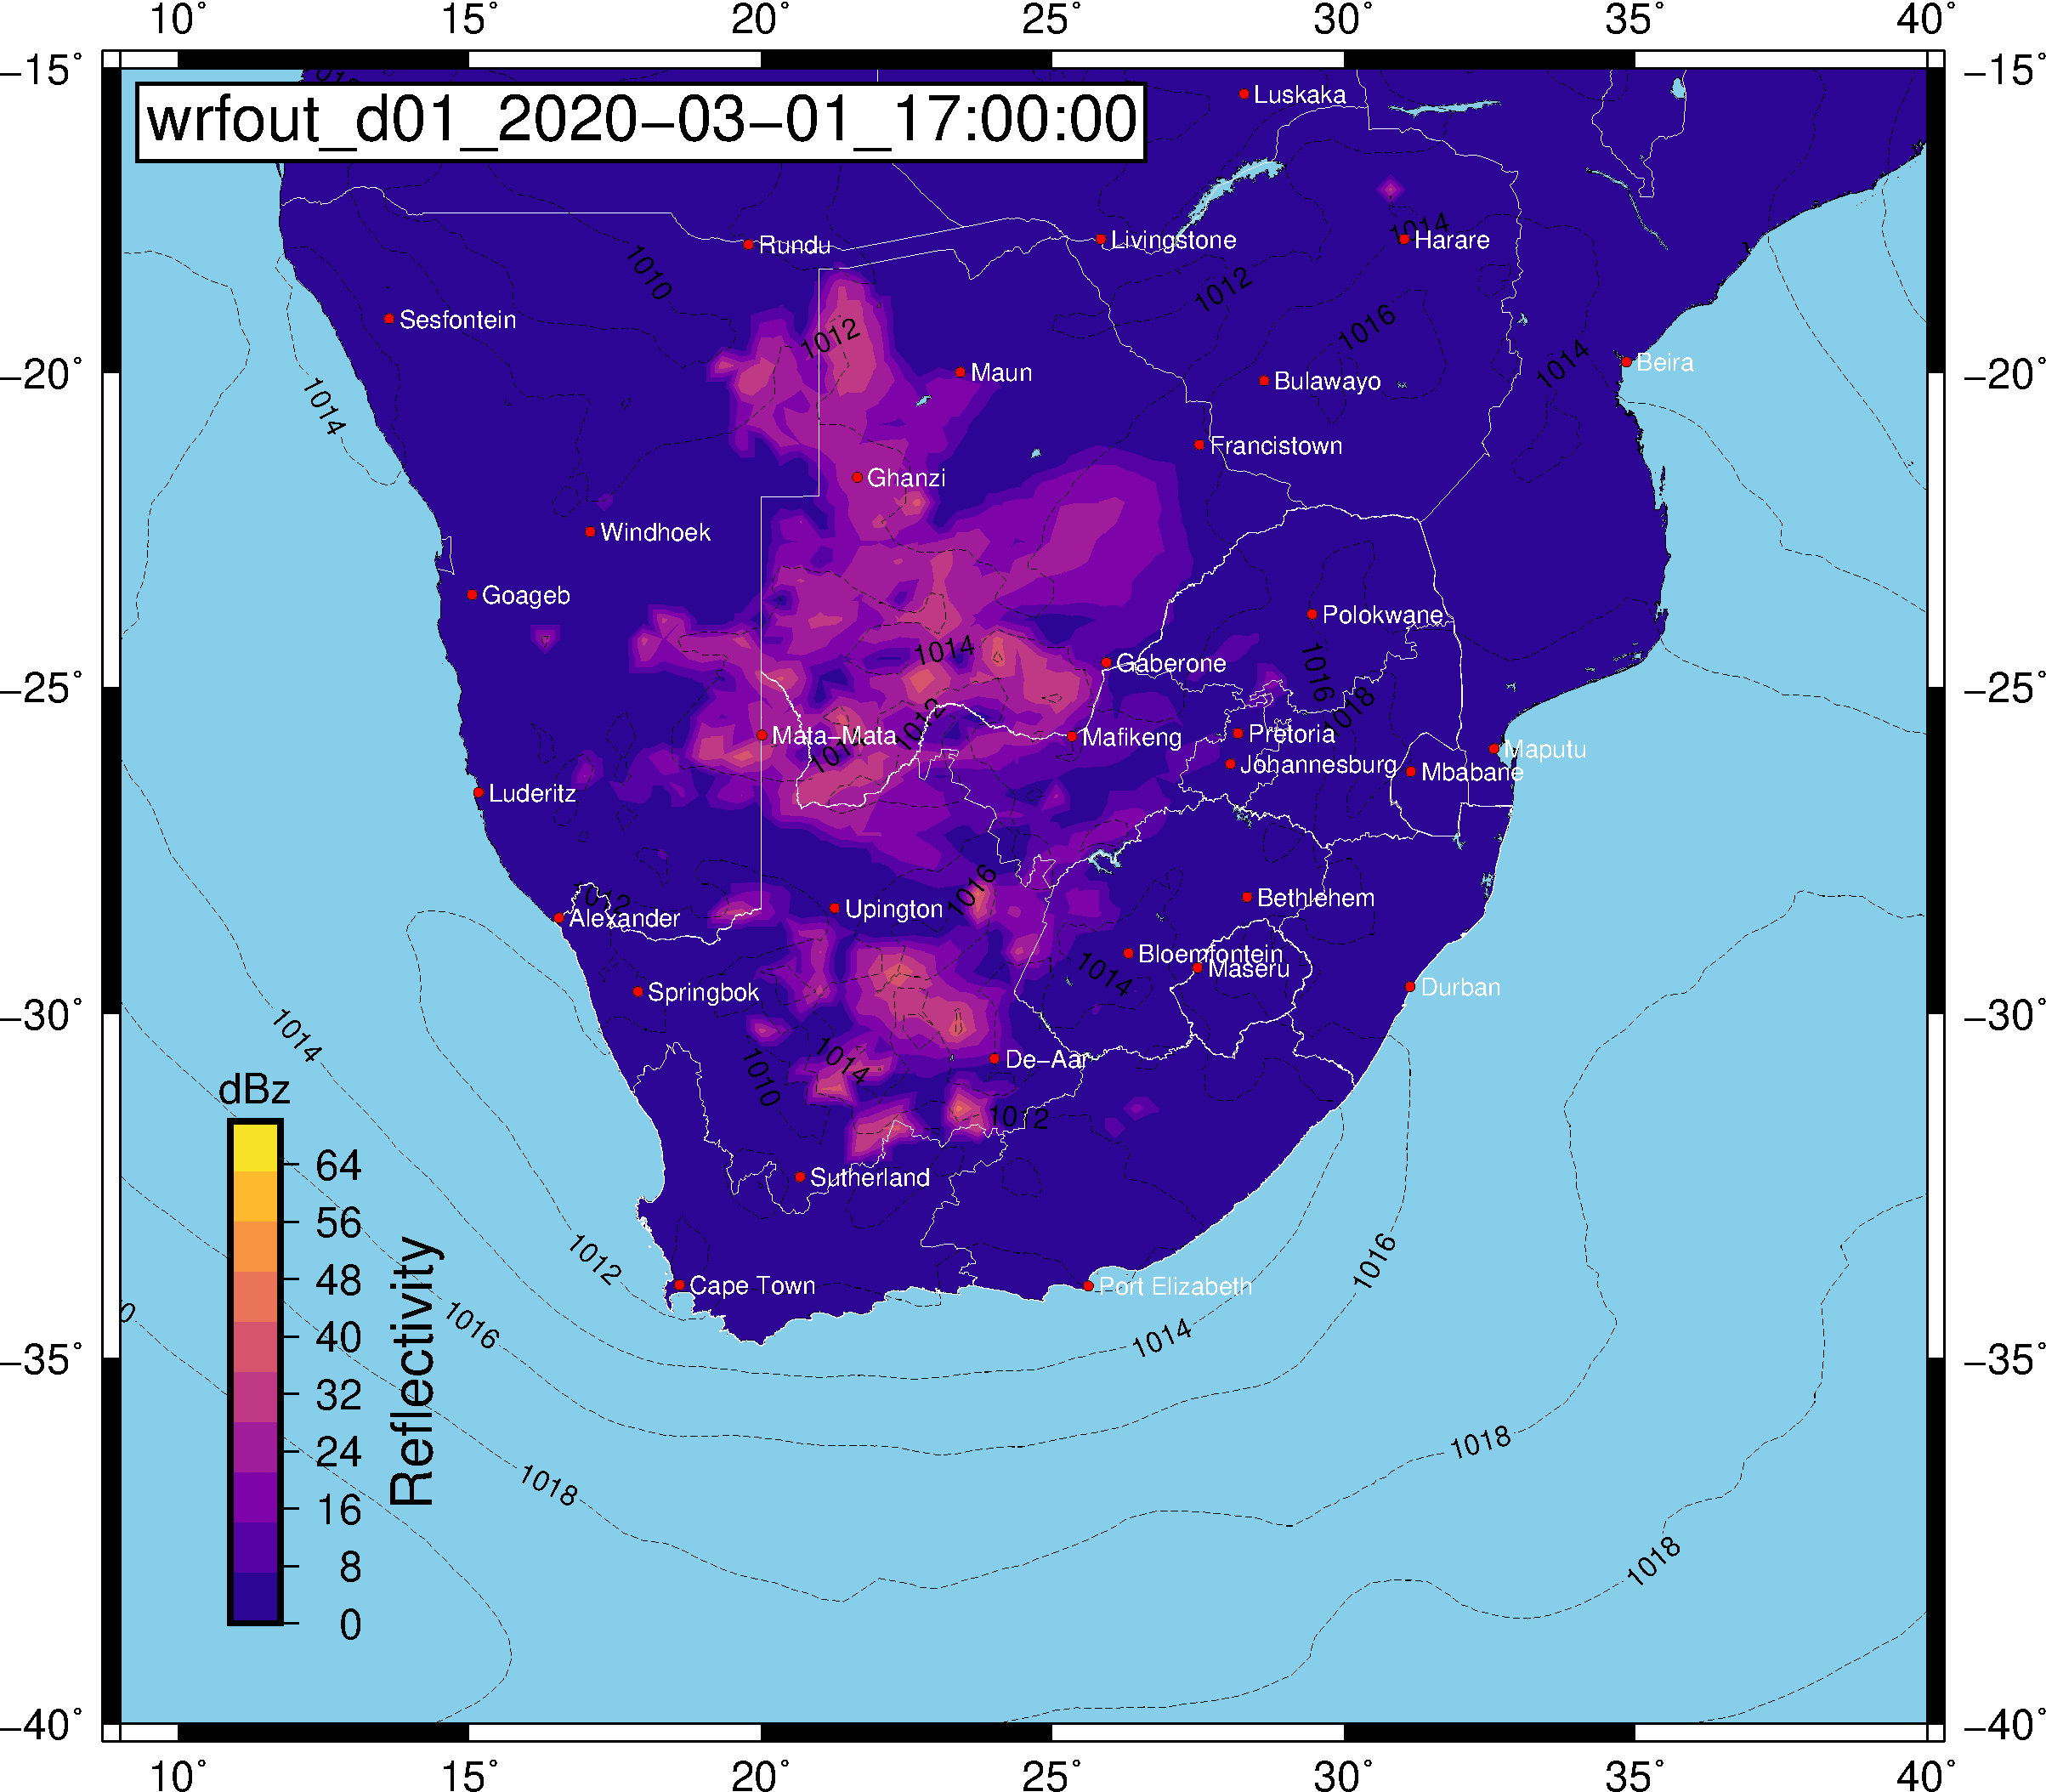 10° 15° 20° 25° 30° 35° 40°
−15° −15°
wrfout_d01_2020−03−01_17:00:00
Luskaka
1014
Rundu
Livingstone
Harare
1010
1012
Sesfontein
1012
1016
1014
Beira
−20° −20°
Maun
Bulawayo
1014
Francistown
Ghanzi
Windhoek
Goageb
Polokwane
1014
Gaberone
1016
−25° −25°
1018
1012
Mata−Mata
Mafikeng
Pretoria
Maputu
1014
Johannesburg
Mbabane
Luderitz
1016
1012
Alexander
Upington
Bethlehem
Bloemfontein
Maseru
1014
Springbok
Durban
−30° −30°
1014
1014
1010
De−Aar
1012
dBz
Sutherland
64
56
48
40
32
24
16
8
0
Reflectivity
1012
1016
Cape Town
Port Elizabeth
0
1016
1014
−35° −35°
1018
1018
1018
−40° −40°
10° 15° 20° 25° 30° 35° 40°